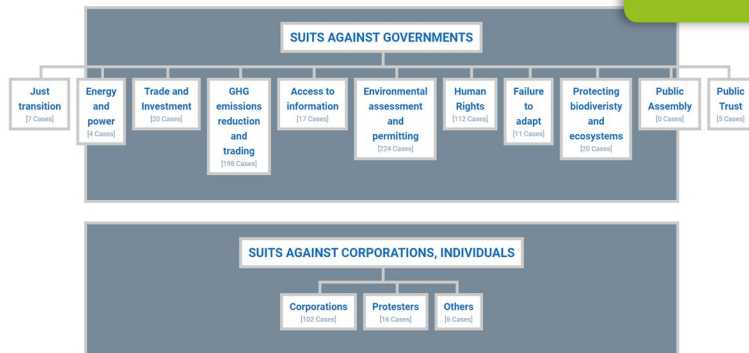 SUITS AGAINST GOVERNMENTS
Just
transition
[7 Cases]
Energy
and
power
[4 Cases]
Trade and
Investment
[20 Cases]
GHG
emissions
reduction
and
trading
[198 Cases]
Access to
information
[17 Cases]
Environmental
assessment
and
permitting
[224 Cases]
Human
Rights
[112 Cases]
Failure
to
adapt
[11 Cases]
Protecting
biodiveristy
and
ecosystems
[20 Cases]
Public
Assembly
[0 Cases]
Public
Trust
[5 Cases]
SUITS AGAINST CORPORATIONS, INDIVIDUALS
Corporations
[102 Cases]
Protesters
[16 Cases]
Others
[6 Cases]